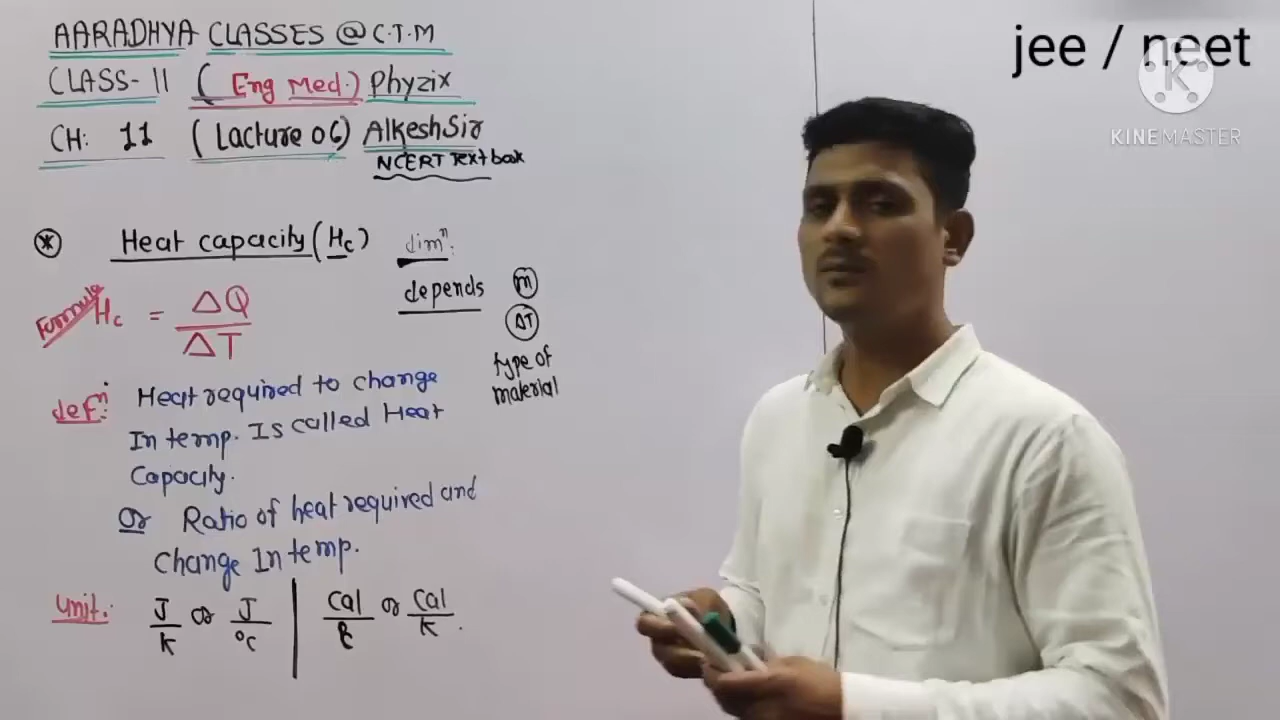 AARADHYA CLASSES @ C.T.M
CLASS-11 ( Eng Med.) Phyzix
CH: 11 (Lacture 06) AlkeshSir
NCERT Textbook
* Heat capacity (Hc) dimⁿ:
depends m
ΔT
type of
material
Formula Hc = ΔQ / ΔT
defⁿ: Heat required to change
In temp. Is called Heat
Capacity.
or Ratio of heat required and
change In temp.
Unit: J/K or J/°C | Cal/°C or Cal/K.
jee / neet
K
KINEMASTER